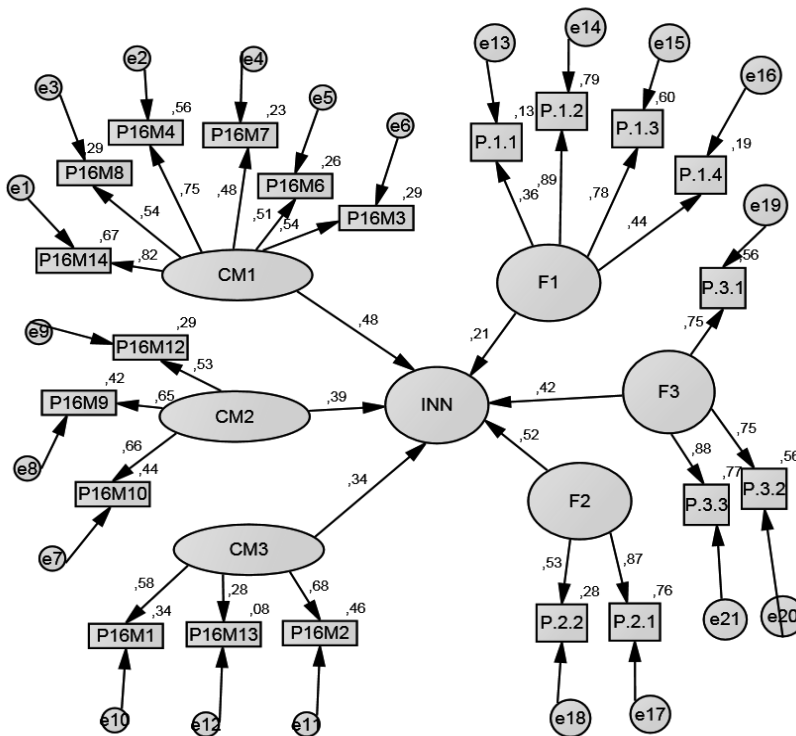 e13
e14
e15
e2
e4
e3
e5
e16
,56
,23
,13
,79
,60
P16M4
P16M7
P.1.1
P.1.2
P.1.3
,29
P16M8
,26
e6
P16M6
,19
P.1.4
e1
,29
P16M3
,75
,48
,51
,54
,54
,36
,89
,78
,44
e19
,67
P16M14
,82
CM1
F1
,56
P.3.1
e9
,29
P16M12
,53
,48
,21
,75
,42
P16M9
,65
CM2
,39
INN
,42
F3
e8
,66
,44
P16M10
,52
,88
,75
,56
,77
P.3.2
P.3.3
e7
,34
F2
CM3
,53
,87
,58
,28
,68
,34
,08
,46
,28
,76
P16M1
P16M13
P16M2
P.2.2
P.2.1
e21
e20
e10
e12
e11
e18
e17